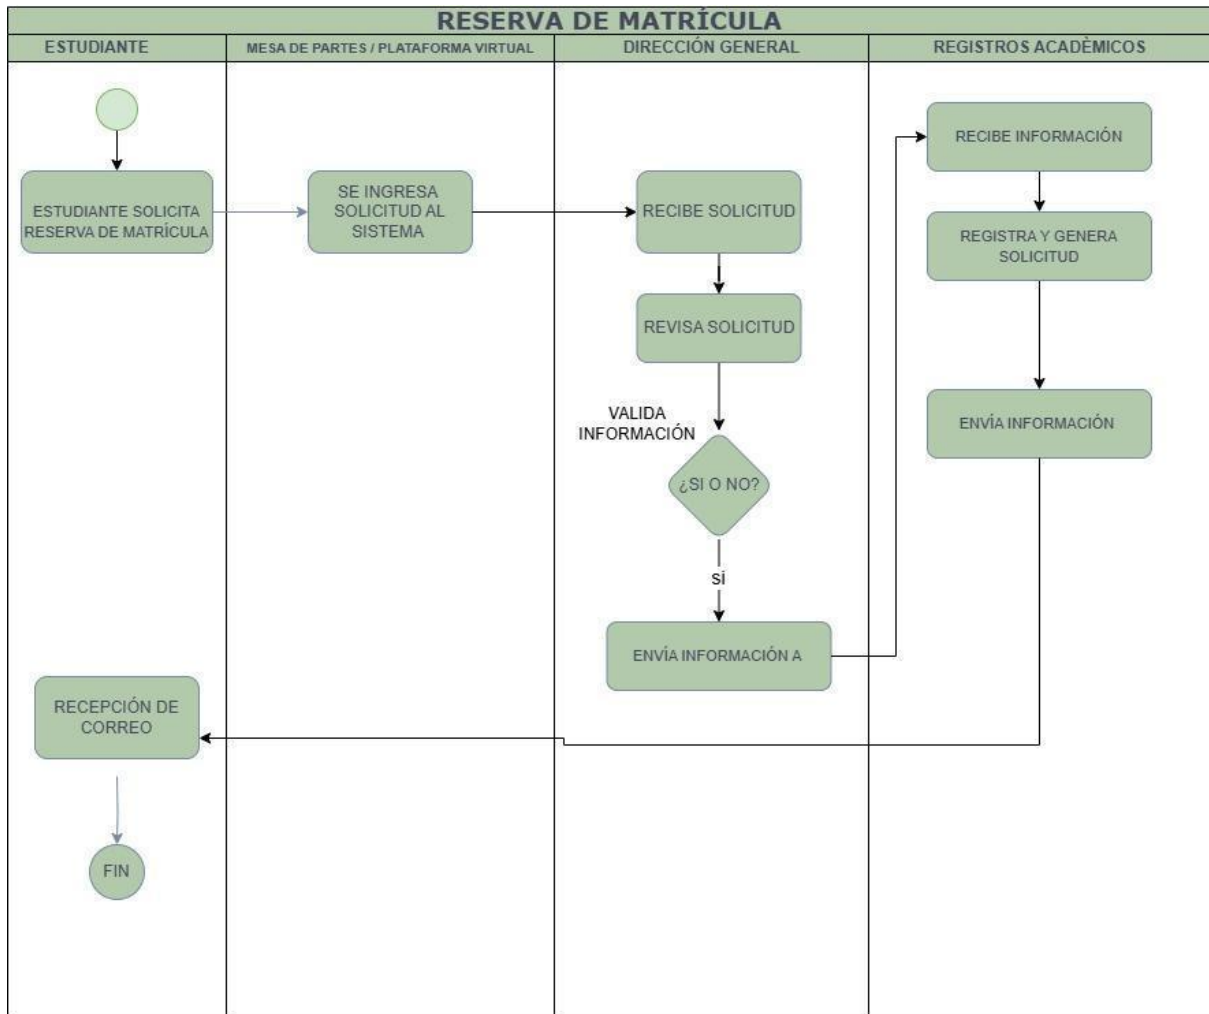 RESERVA DE MATRÍCULA
ESTUDIANTE
MESA DE PARTES / PLATAFORMA VIRTUAL
DIRECCIÓN GENERAL
REGISTROS ACADÈMICOS
ESTUDIANTE SOLICITA
RESERVA DE MATRÍCULA
SE INGRESA
SOLICITUD AL
SISTEMA
RECIBE SOLICITUD
REVISA SOLICITUD
VALIDA
INFORMACIÓN
¿SI O NO?
SÍ
ENVÍA INFORMACIÓN A
RECIBE INFORMACIÓN
REGISTRA Y GENERA
SOLICITUD
ENVÍA INFORMACIÓN
RECEPCIÓN DE
CORREO
FIN